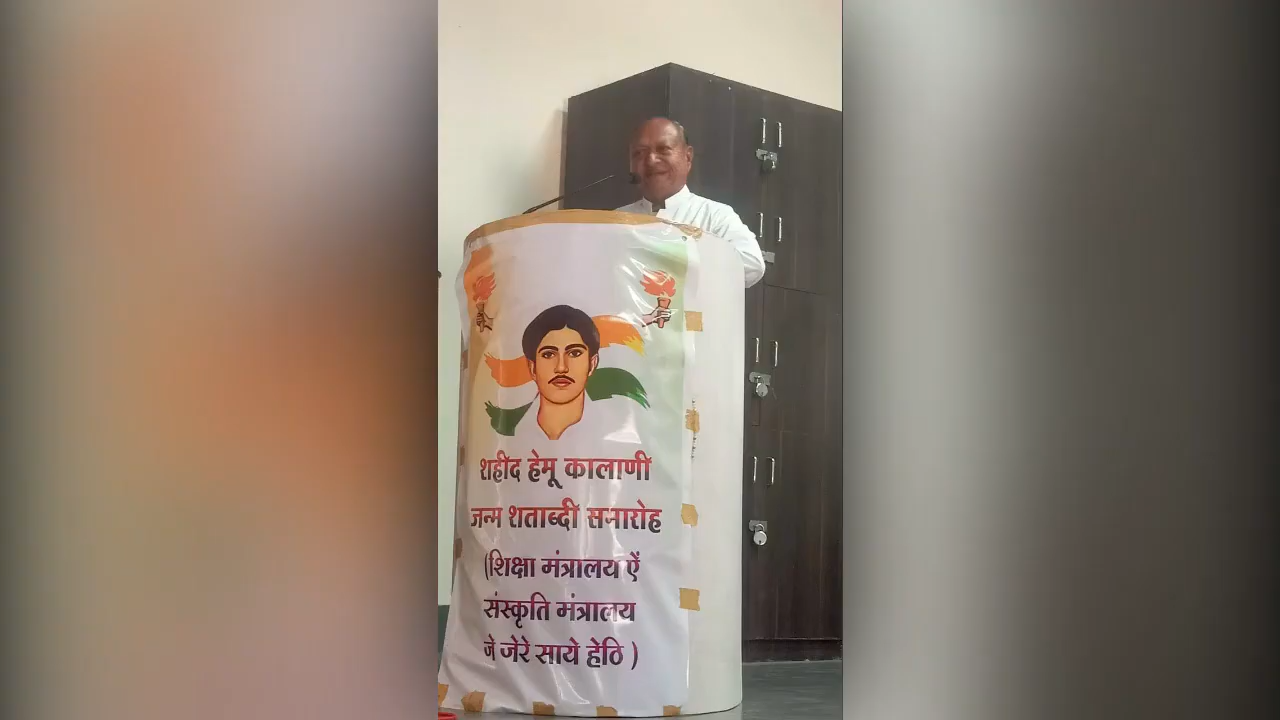 शहीद हेमू कालाणी
जन्म शताब्दी समारोह
(शिक्षा मंत्रालय ऐं
संस्कृति मंत्रालय
जे जेरे साये हेठि )